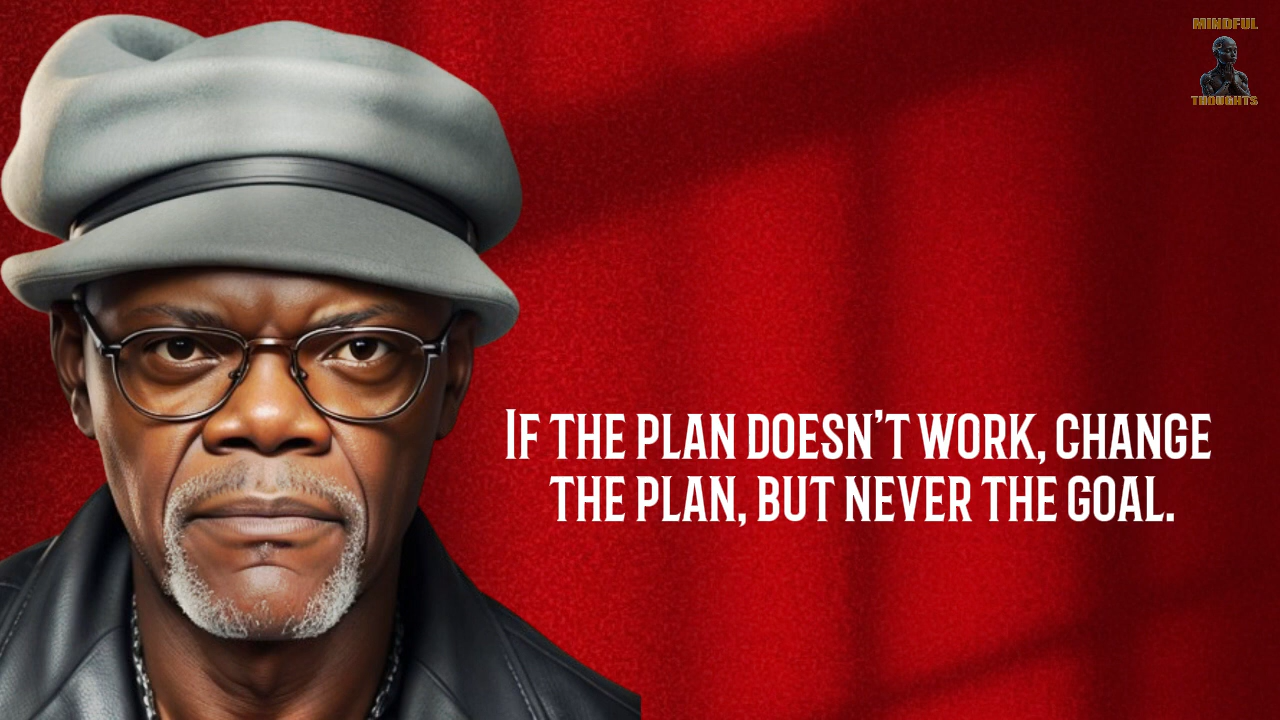 MINDFUL
THOUGHTS
IF THE PLAN DOESN'T WORK, CHANGE
THE PLAN, BUT NEVER THE GOAL.